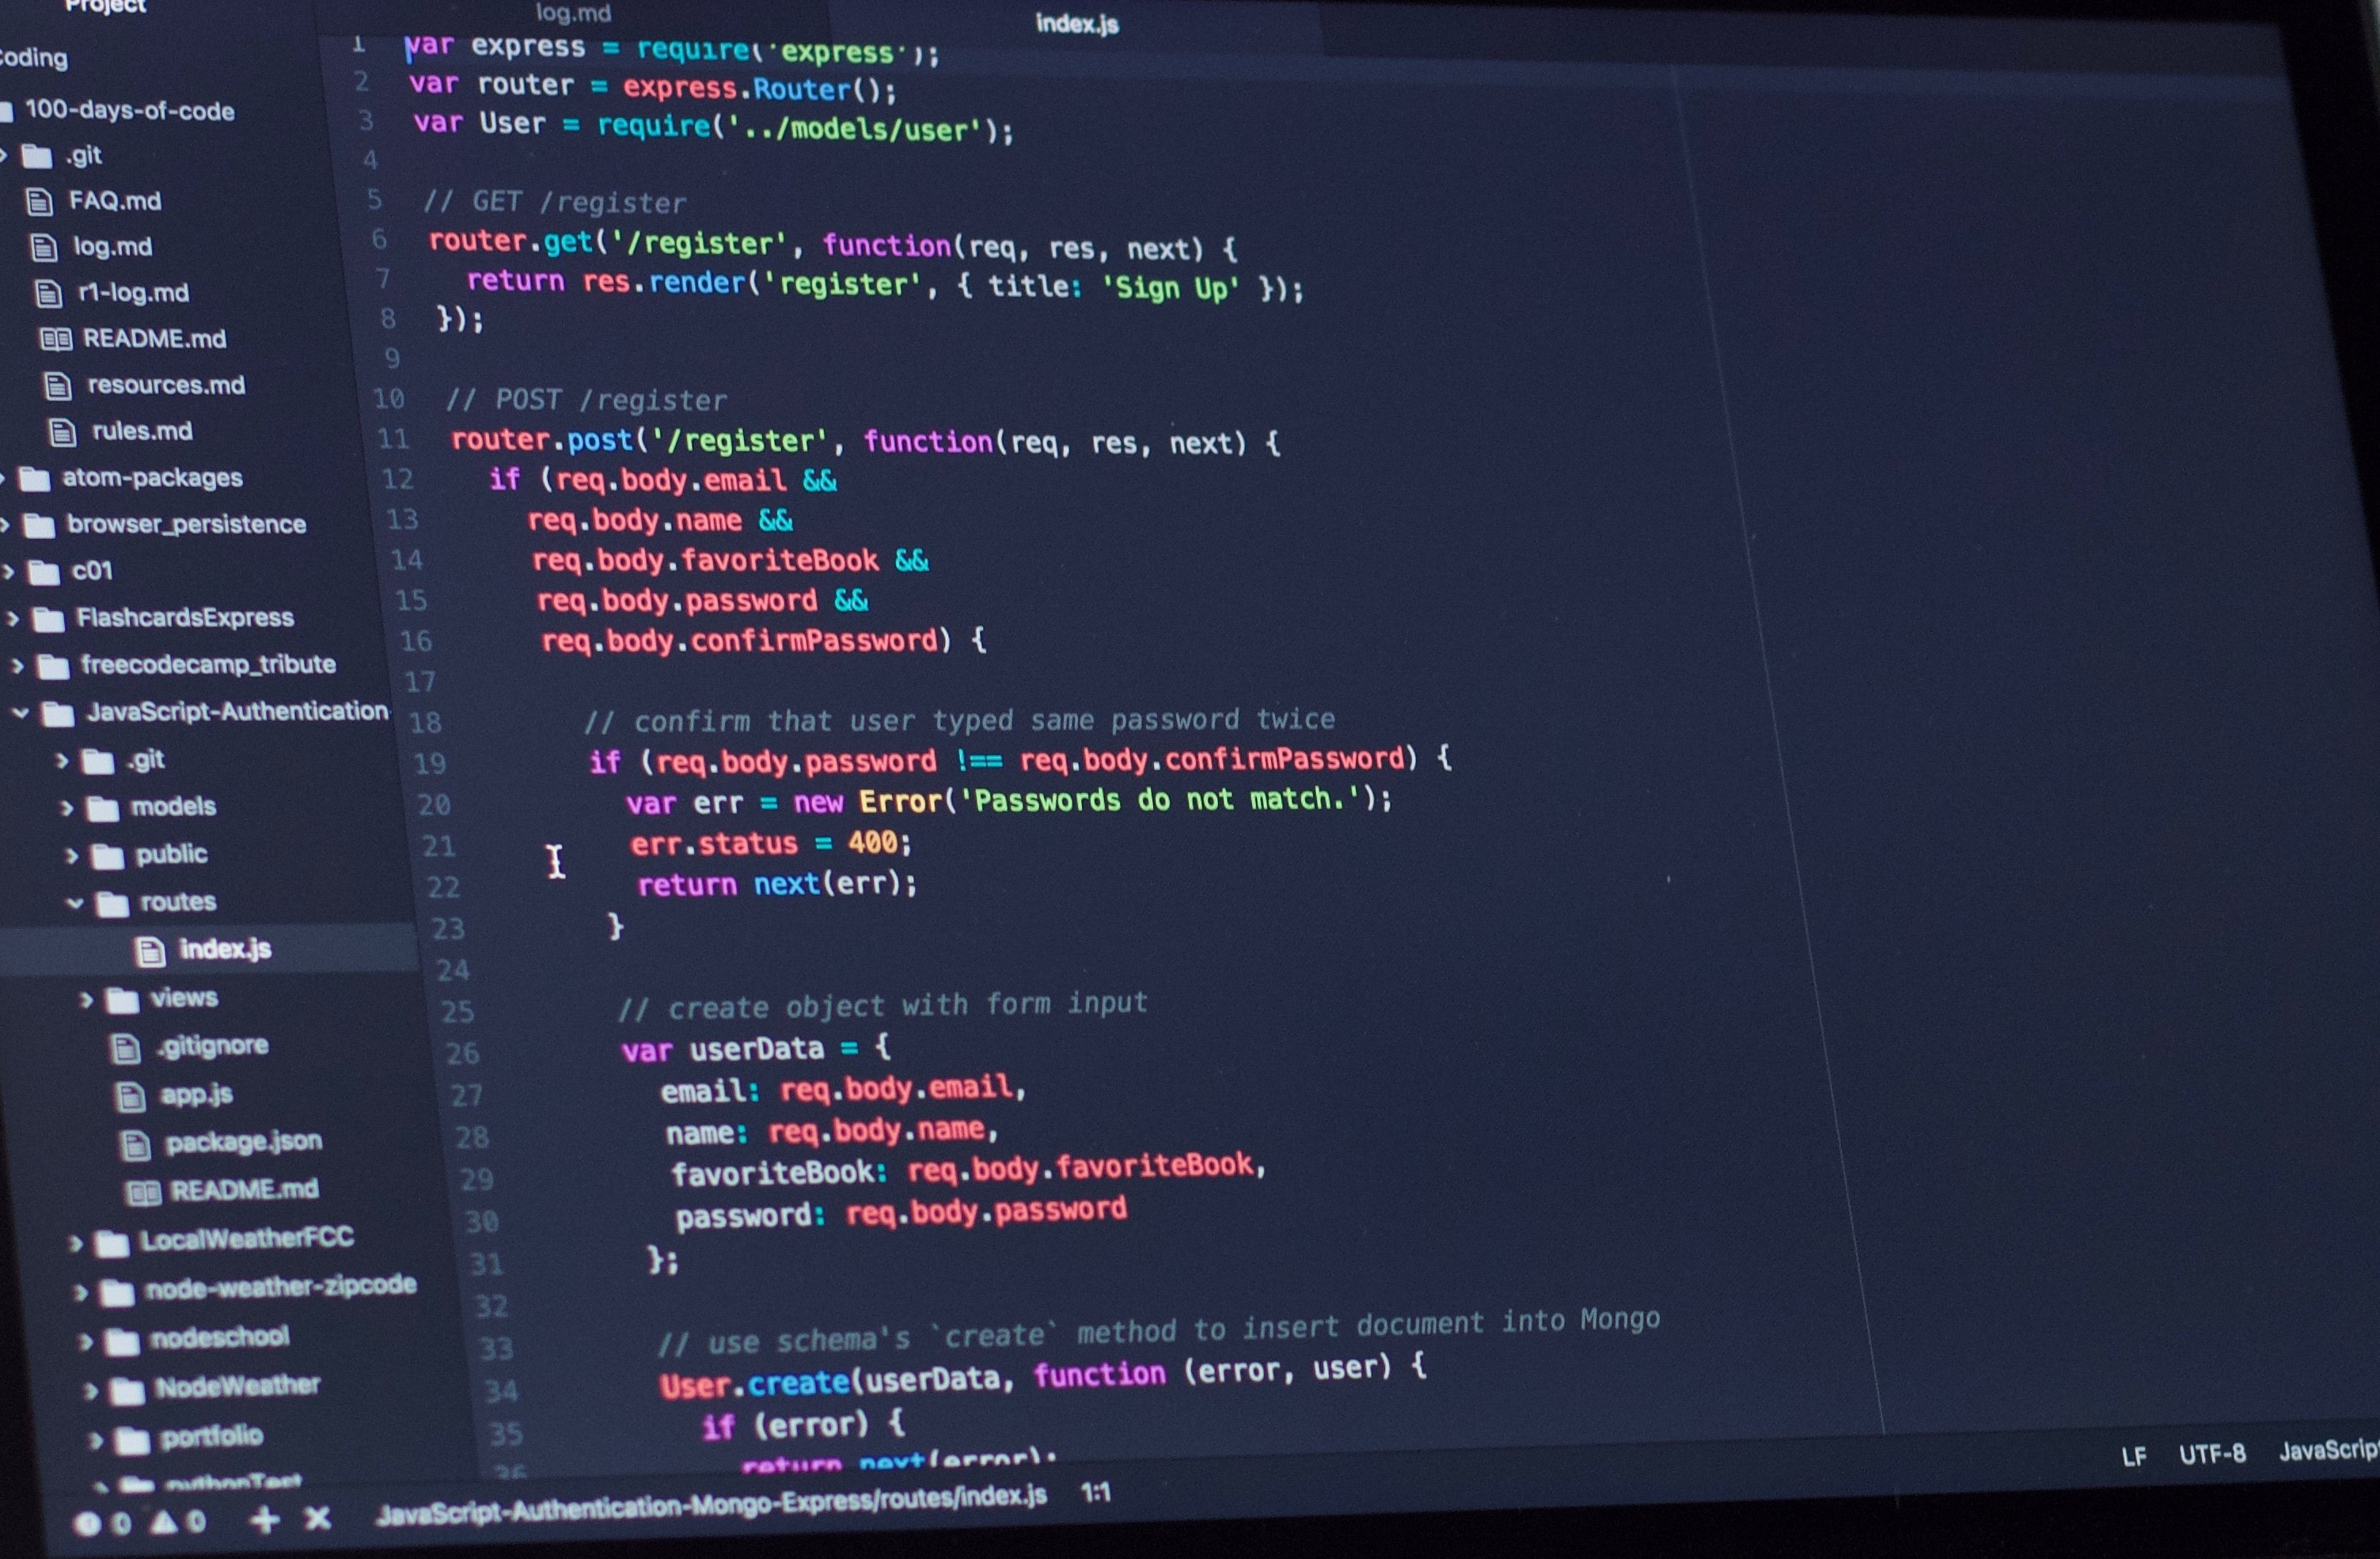 Project
log.md
index.js
oding
100-days-of-code
.git
FAQ.md
log.md
r1-log.md
README.md
resources.md
rules.md
atom-packages
browser_persistence
c01
FlashcardsExpress
freecodecamp_tribute
JavaScript-Authentication
.git
models
public
routes
index.js
views
.gitignore
app.js
package.json
README.md
LocalWeatherFCC
node-weather-zipcode
nodeschool
NodeWeather
portfolio
pythonTest
1 var express = require('express');
2 var router = express.Router();
3 var User = require('../models/user');
4
5 // GET /register
6 router.get('/register', function(req, res, next) {
7 return res.render('register', { title: 'Sign Up' });
8 });
9
10 // POST /register
11 router.post('/register', function(req, res, next) {
12 if (req.body.email &&
13 req.body.name &&
14 req.body.favoriteBook &&
15 req.body.password &&
16 req.body.confirmPassword) {
17
18 // confirm that user typed same password twice
19 if (req.body.password !== req.body.confirmPassword) {
20 var err = new Error('Passwords do not match.');
21 err.status = 400;
22 return next(err);
23 }
24
25 // create object with form input
26 var userData = {
27 email: req.body.email,
28 name: req.body.name,
29 favoriteBook: req.body.favoriteBook,
30 password: req.body.password
31 };
32
33 // use schema's `create` method to insert document into Mongo
34 User.create(userData, function (error, user) {
35 if (error) {
36 return next(error);
0 0 + × JavaScript-Authentication-Mongo-Express/routes/index.js 1:1
LF UTF-8 JavaScript